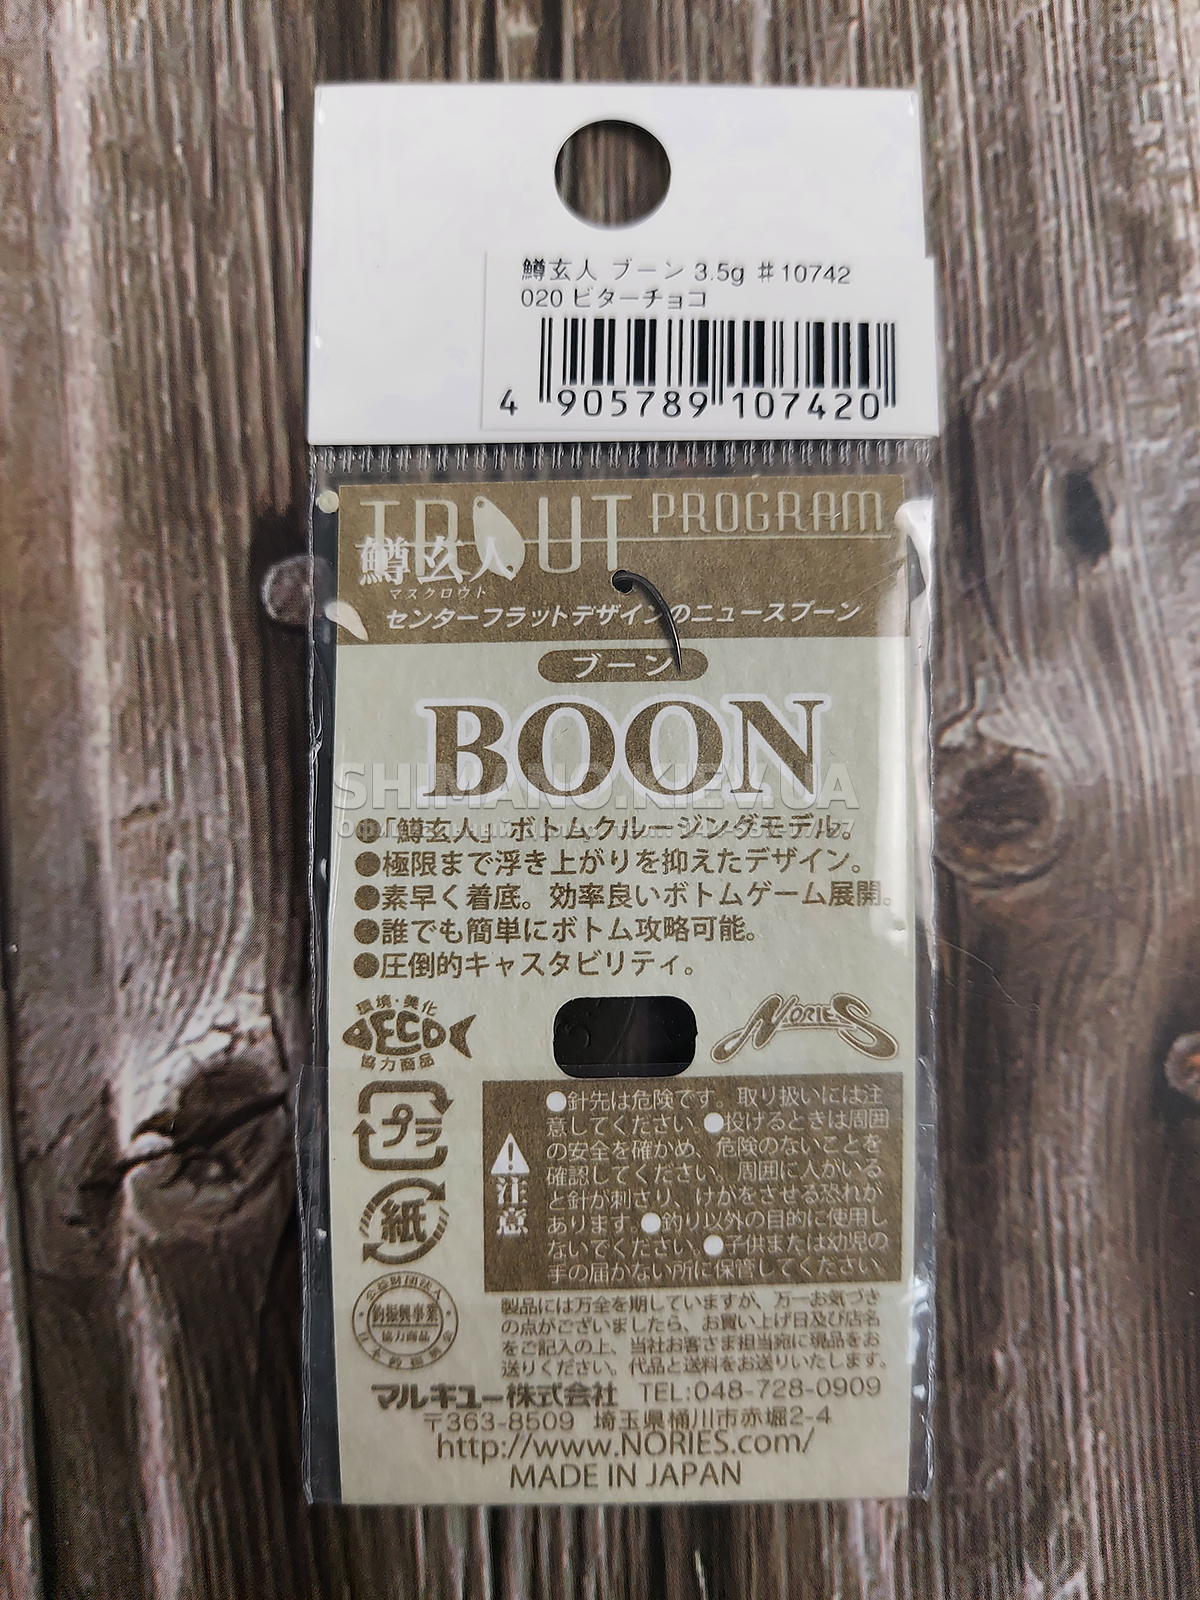 鱒玄人 ブーン 3.5g ♯10742
020 ビターチョコ
4 905789 107420
TROUT PROGRAM
鱒玄人
マスクロウト
センターフラットデザインのニュースプーン
ブーン
BOON
SHIMANO.KIEV.UA
●「鱒玄人」ボトムクルージングモデル。
●極限まで浮き上がりを抑えたデザイン。
●素早く着底。効率良いボトムゲーム展開。
●誰でも簡単にボトム攻略可能。
●圧倒的キャスタビリティ。
環境・美化
ECO
協力商品
NORIES
プラ
紙
釣振興事業
協力商品
注意
●針先は危険です。取り扱いには注
意してください。●投げるときは周囲
の安全を確かめ、危険のないことを
確認してください。周囲に人がいる
と針が刺さり、けがをさせる恐れが
あります。●釣り以外の目的に使用し
ないでください。●子供または幼児の
手の届かない所に保管してください。
製品には万全を期していますが、万一お気づき
の点がございましたら、お買い上げ日及び店名
をご記入の上、当社お客さま担当宛に現品をお
送りください。代品と送料をお送りいたします。
マルキユー株式会社 TEL:048-728-0909
〒363-8509 埼玉県桶川市赤堀2-4
http://www.NORIES.com/
MADE IN JAPAN